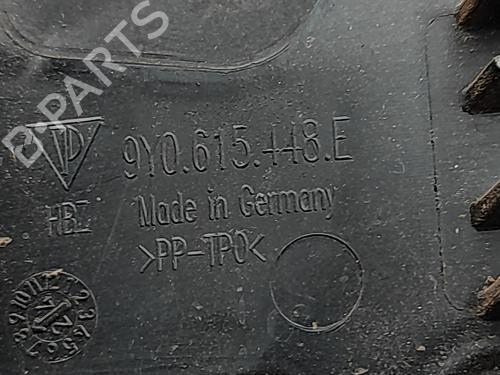 B-PARTS
9Y0.615.448.E
HBZ
Made in Germany
>PP-TPO<